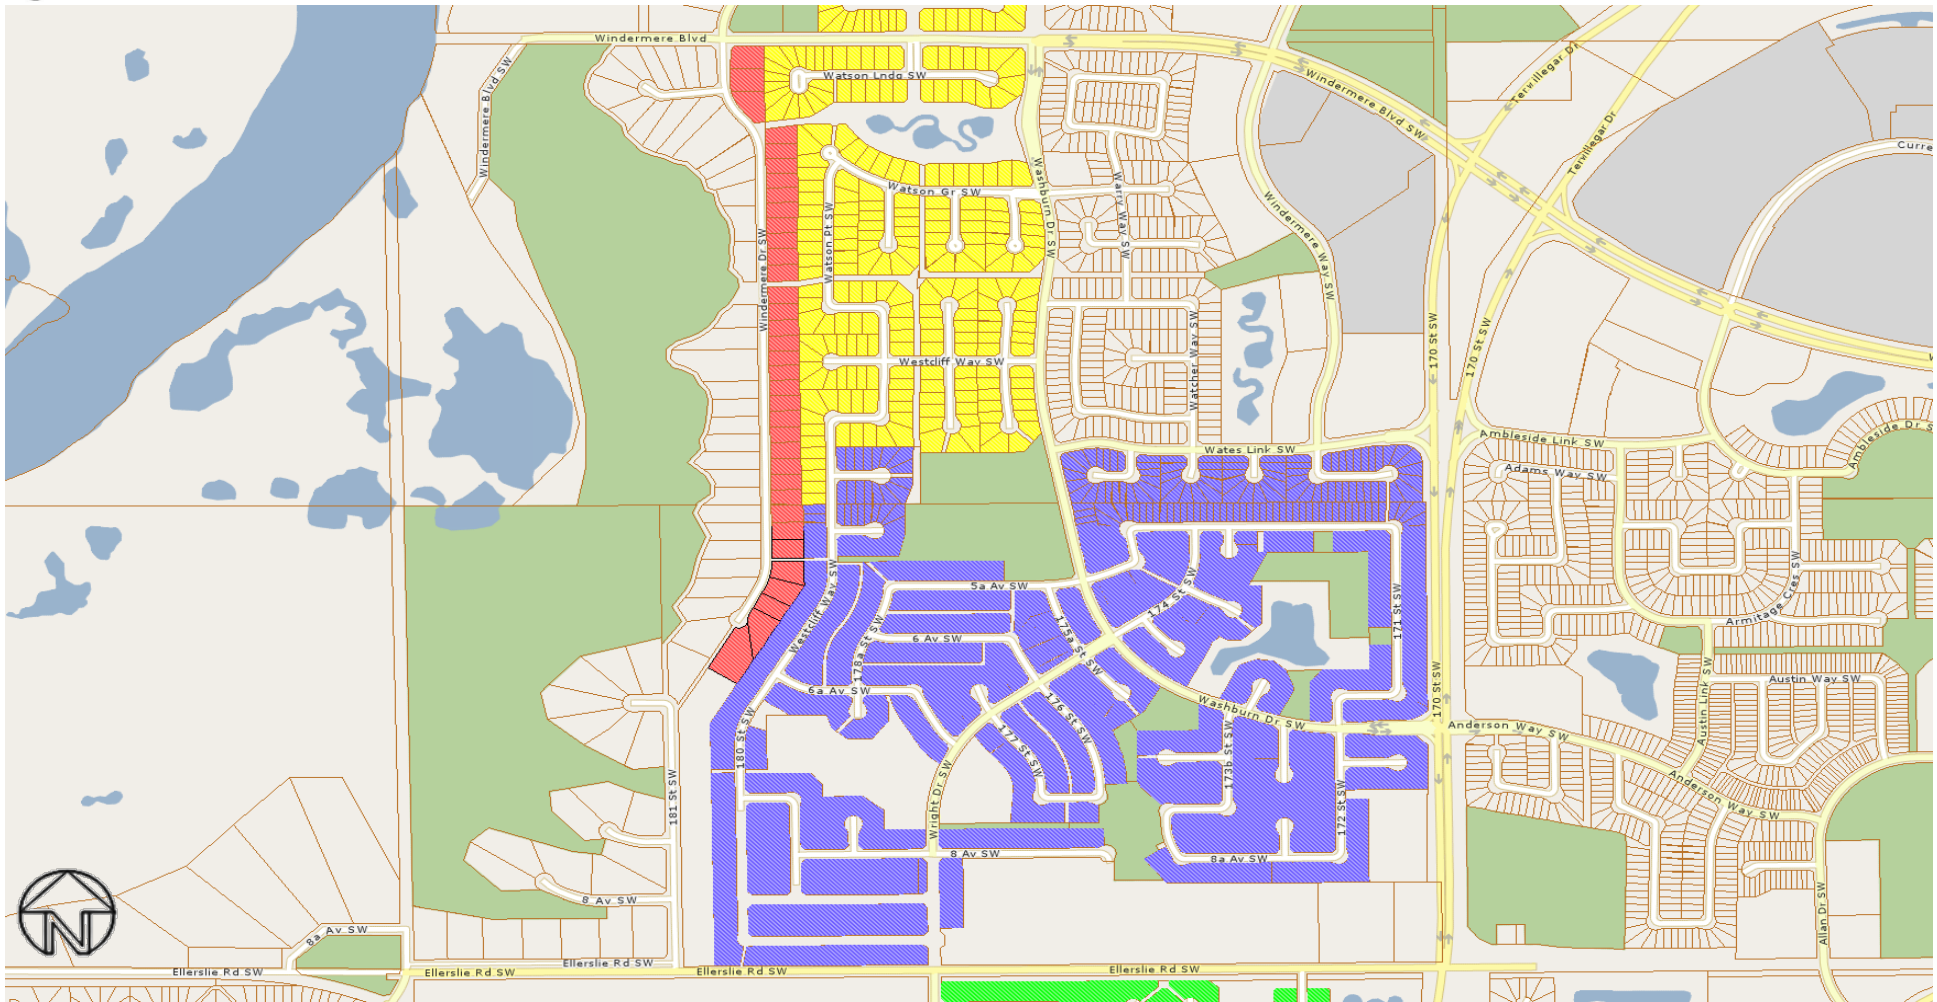 Windermere Blvd
Windermere Blvd SW
Watson Lndg SW
Windermere Blvd SW
Terwillegar Dr
Terwillegar Dr
Curre
Watson Gr SW
Washburn Dr SW
Warry Way SW
Windermere Way SW
Watson Pt SW
Windermere Dr SW
170 St SW
170 St SW
Westcliff Way SW
Watcher Way SW
W
Ambleside Link SW
Ambleside Dr S
Wates Link SW
Adams Way SW
5a Av SW
174 St SW
171 St SW
Armitage Cres SW
Westcliff Way SW
178a St SW
6 Av SW
175a St SW
6a Av SW
176 St SW
177 St SW
Washburn Dr SW
170 St SW
Anderson Way SW
Austin Link SW
Austin Way SW
180 St SW
181 St SW
173b St SW
172 St SW
Wright Dr SW
Anderson Way SW
8 Av SW
8a Av SW
8 Av SW
Allan Dr SW
8a Av SW
N
Ellerslie Rd SW
Ellerslie Rd SW
Ellerslie Rd SW
Ellerslie Rd SW
Ellerslie Rd SW